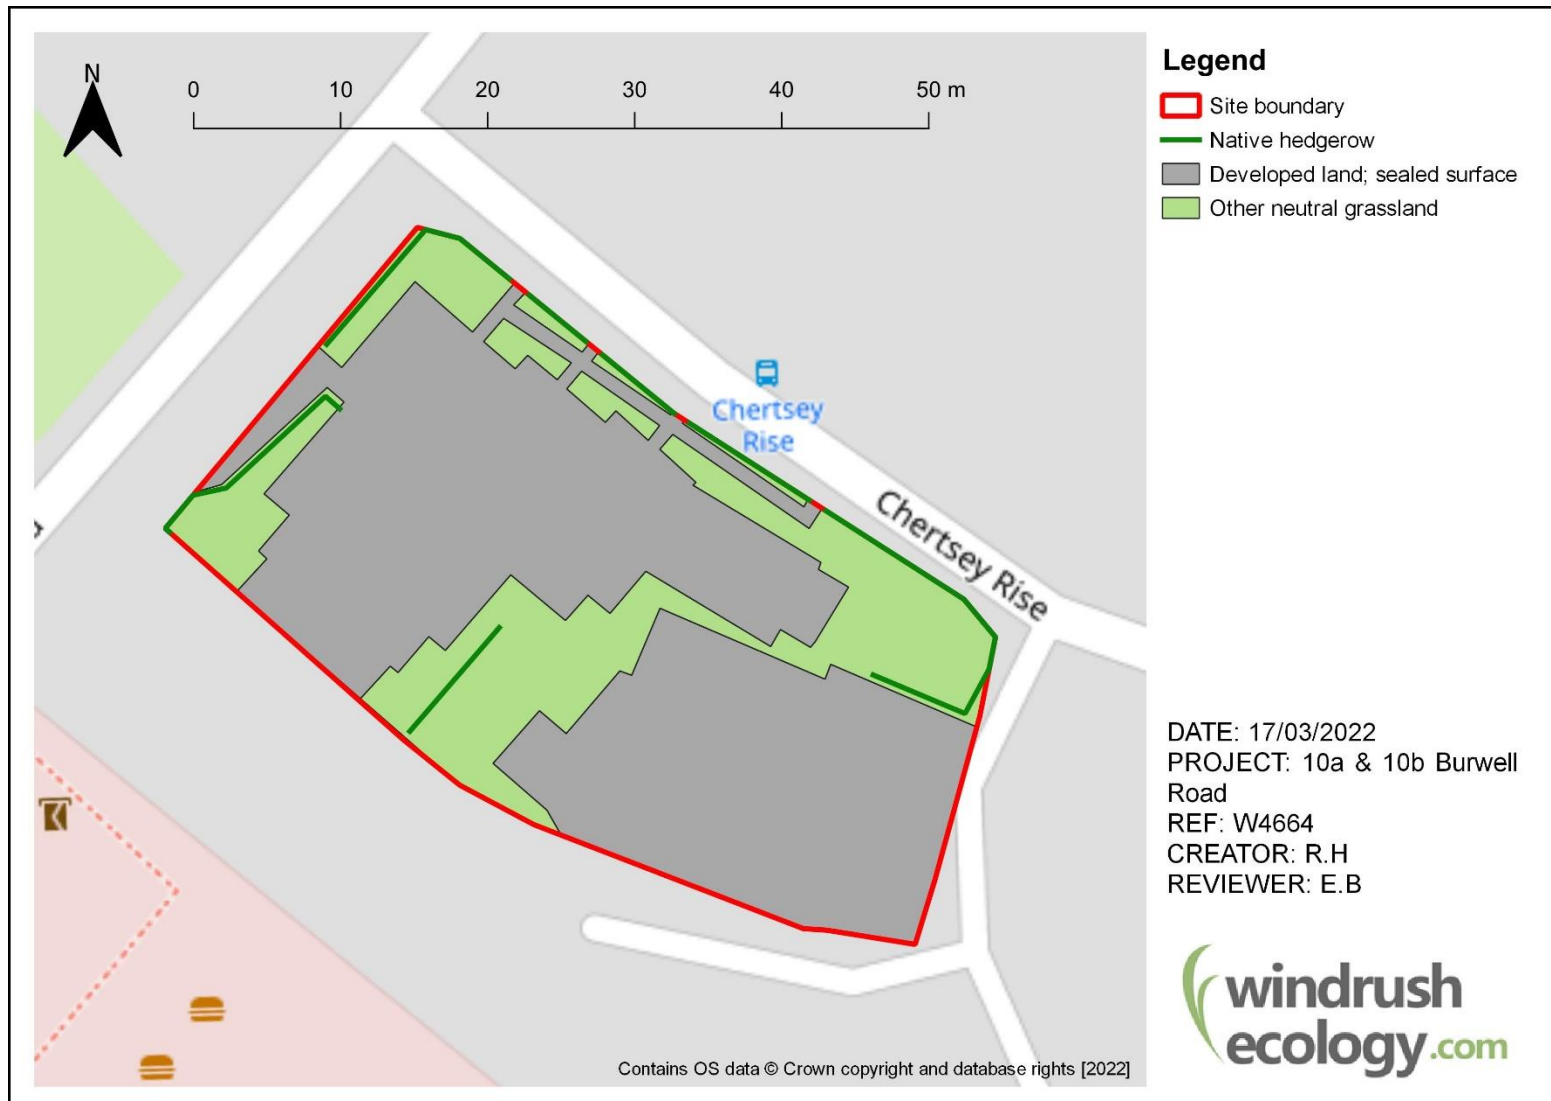 N
0 10 20 30 40 50 m
Chertsey
Rise
Chertsey Rise
Contains OS data © Crown copyright and database rights [2022]
Legend
Site boundary
Native hedgerow
Developed land; sealed surface
Other neutral grassland
DATE: 17/03/2022
PROJECT: 10a & 10b Burwell
Road
REF: W4664
CREATOR: R.H
REVIEWER: E.B
windrush
ecology.com